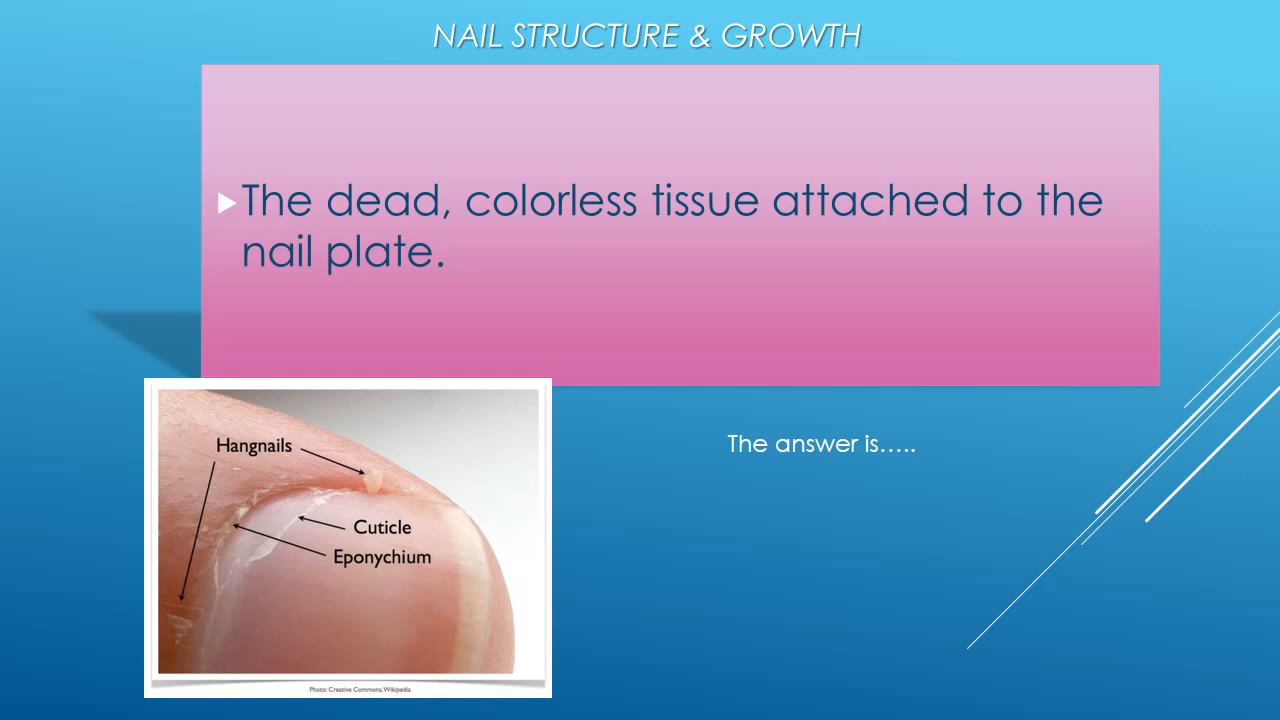 NAIL STRUCTURE & GROWTH
The dead, colorless tissue attached to the
nail plate.
The answer is…..
Hangnails
Cuticle
Eponychium
Photo: Creative Commons, Wikipedia